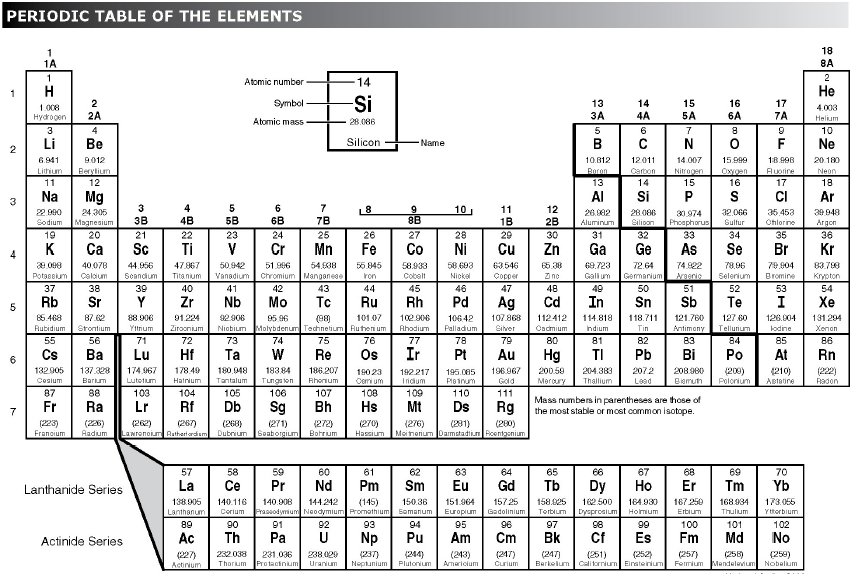 PERIODIC TABLE OF THE ELEMENTS
1 18
1A 8A
1 2
H He
1.008 4.003
Hydrogen Helium
Atomic number 14
Symbol Si
Atomic mass 28.086
Silicon Name
1
2 13 14 15 16 17
2A 3A 4A 5A 6A 7A
3 4 5 6 7 8 9 10
2 Li Be B C N O F Ne
6.941 9.012 10.812 12.011 14.007 15.999 18.998 20.180
Lithium Beryllium Boron Carbon Nitrogen Oxygen Fluorine Neon
11 12 13 14 15 16 17 18
3 Na Mg Al Si P S Cl Ar
22.990 24.305 26.982 28.086 30.974 32.066 35.453 39.948
Sodium Magnesium Aluminum Silicon Phosphorus Sulfur Chlorine Argon
3 4 5 6 7 8 9 10 11 12
3B 4B 5B 6B 7B 8B 1B 2B
19 20 21 22 23 24 25 26 27 28 29 30 31 32 33 34 35 36
4 K Ca Sc Ti V Cr Mn Fe Co Ni Cu Zn Ga Ge As Se Br Kr
39.098 40.078 44.956 47.867 50.942 51.996 54.938 55.845 58.933 58.693 63.546 65.38 69.723 72.64 74.922 78.96 79.904 83.798
Potassium Calcium Scandium Titanium Vanadium Chromium Manganese Iron Cobalt Nickel Copper Zinc Gallium Germanium Arsenic Selenium Bromine Krypton
37 38 39 40 41 42 43 44 45 46 47 48 49 50 51 52 53 54
5 Rb Sr Y Zr Nb Mo Tc Ru Rh Pd Ag Cd In Sn Sb Te I Xe
85.468 87.62 88.906 91.224 92.906 95.96 (98) 101.07 102.906 106.42 107.868 112.412 114.818 118.711 121.760 127.60 126.904 131.294
Rubidium Strontium Yttrium Zirconium Niobium Molybdenum Technetium Ruthenium Rhodium Palladium Silver Cadmium Indium Tin Antimony Tellurium Iodine Xenon
55 56 71 72 73 74 75 76 77 78 79 80 81 82 83 84 85 86
6 Cs Ba Lu Hf Ta W Re Os Ir Pt Au Hg Tl Pb Bi Po At Rn
132.905 137.328 174.967 178.49 180.948 183.84 186.207 190.23 192.217 195.085 196.967 200.59 204.383 207.2 208.980 (209) (210) (222)
Cesium Barium Lutetium Hafnium Tantalum Tungsten Rhenium Osmium Iridium Platinum Gold Mercury Thallium Lead Bismuth Polonium Astatine Radon
87 88 103 104 105 106 107 108 109 110 111
7 Fr Ra Lr Rf Db Sg Bh Hs Mt Ds Rg
(223) (226) (262) (267) (268) (271) (272) (270) (276) (281) (280)
Francium Radium Lawrencium Rutherfordium Dubnium Seaborgium Bohrium Hassium Meitnerium Darmstadtium Roentgenium
Mass numbers in parentheses are those of
the most stable or most common isotope.
57 58 59 60 61 62 63 64 65 66 67 68 69 70
Lanthanide Series La Ce Pr Nd Pm Sm Eu Gd Tb Dy Ho Er Tm Yb
138.905 140.116 140.908 144.242 (145) 150.36 151.964 157.25 158.925 162.500 164.930 167.259 168.934 173.055
Lanthanum Cerium Praseodymium Neodymium Promethium Samarium Europium Gadolinium Terbium Dysprosium Holmium Erbium Thulium Ytterbium
89 90 91 92 93 94 95 96 97 98 99 100 101 102
Actinide Series Ac Th Pa U Np Pu Am Cm Bk Cf Es Fm Md No
(227) 232.038 231.036 238.029 (237) (244) (243) (247) (247) (251) (252) (257) (258) (259)
Actinium Thorium Protactinium Uranium Neptunium Plutonium Americium Curium Berkelium Californium Einsteinium Fermium Mendelevium Nobelium